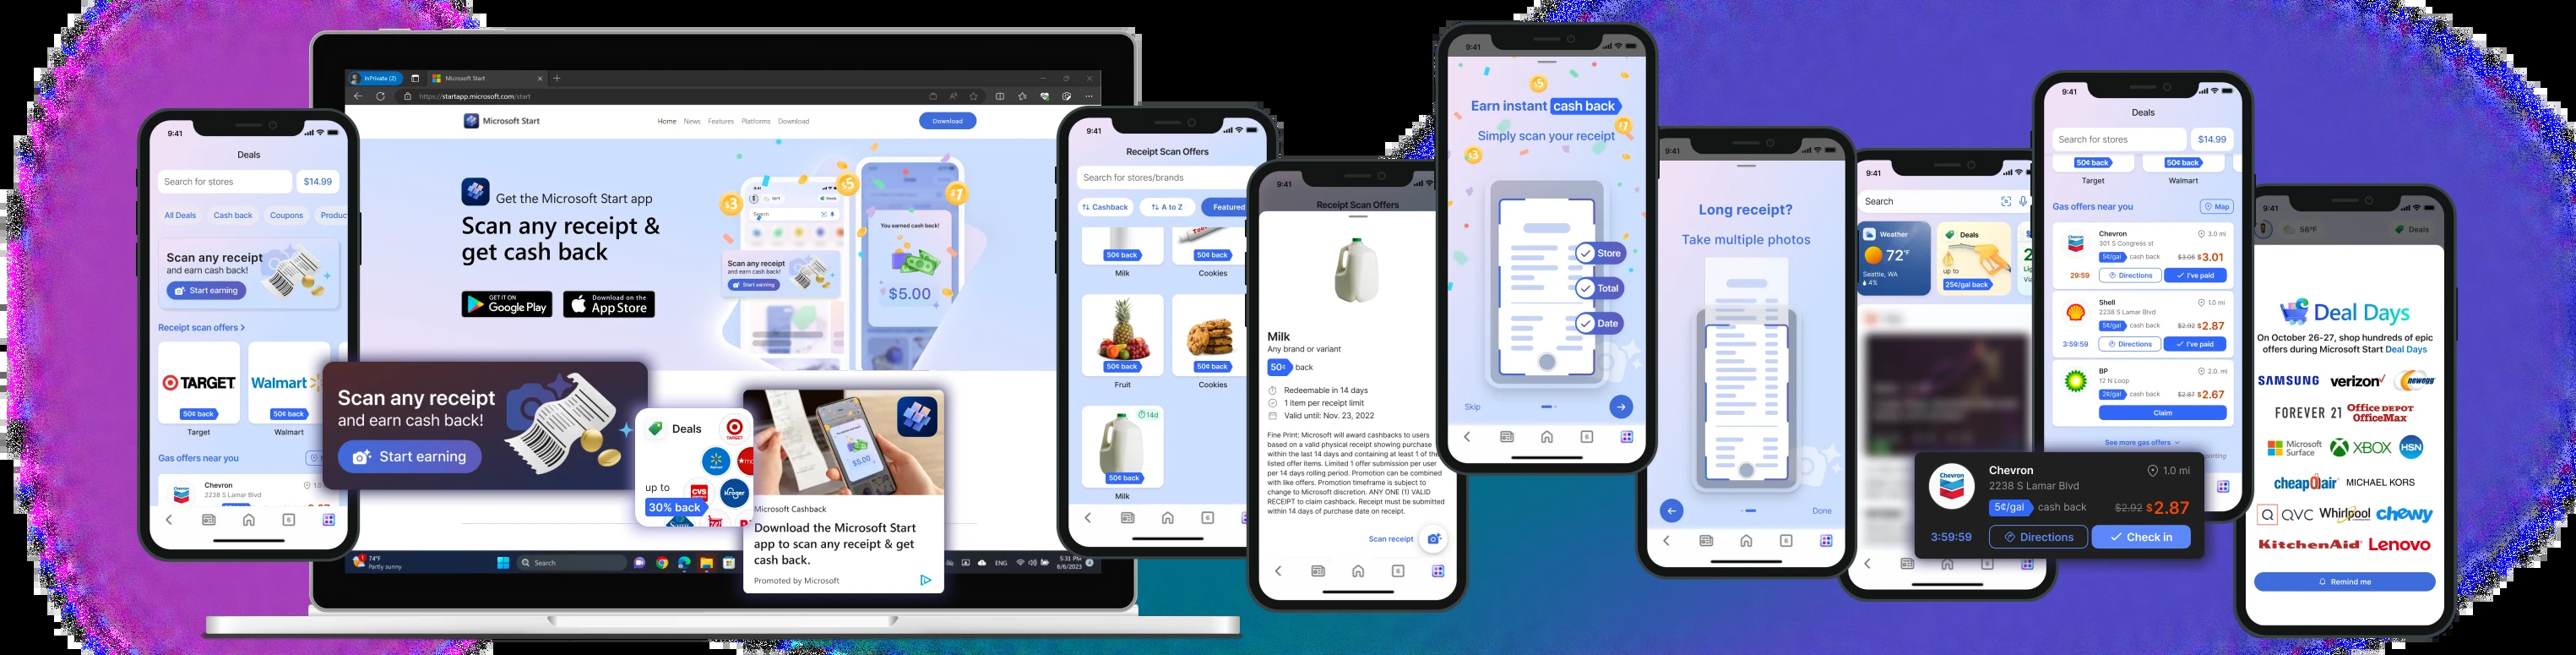 9:41
Deals
Search for stores
$14.99
All Deals
Cash back
Coupons
Scan any receipt
and earn cash back!
Start earning
Receipt scan offers >
TARGET
Walmart
50¢ back
50¢ back
Target
Walmart
Gas offers near you
Chevron
2238 S Lamar Blvd
6
InPrivate (2)
Microsoft Start
https://startapp.microsoft.com/start
Microsoft Start
Home
News
Features
Platforms
Download
Download
Get the Microsoft Start app
Scan any receipt &
get cash back
GET IT ON
Google Play
Download on the
App Store
$3
$5
$7
Search
Scan any receipt
and earn cash back!
Start earning
You earned cash back!
$5.00
Scan any receipt
and earn cash back!
Start earning
Deals
TARGET
CVS
Kroger
up to
30% back
$5.00
Microsoft Cashback
Download the Microsoft Start
app to scan any receipt & get
cash back.
Promoted by Microsoft
74°F
Partly sunny
Search
ENG
5:31 PM
6/6/2023
9:41
Receipt Scan Offers
Search for stores/brands
Cashback
A to Z
Featured
50¢ back
50¢ back
Milk
Cookies
50¢ back
50¢ back
Fruit
Cookies
14d
50¢ back
Milk
6
9:41
Receipt Scan Offers
Milk
Any brand or variant
50¢ back
Redeemable in 14 days
1 item per receipt limit
Valid until: Nov. 23, 2022
Fine Print: Microsoft will award cashbacks to users
based on a valid physical receipt showing purchase
within the last 14 days and containing at least 1 of the
listed offer items. Limited 1 offer submission per user
per 14 days rolling period. Promotion can be combined
with like offers. Promotion timeframe is subject to
change to Microsoft discretion. ANY ONE (1) VALID
RECEIPT to claim cashback. Receipt must be submitted
within 14 days of purchase date on receipt.
Scan receipt
6
9:41
$5
Earn instant cash back
$7
Simply scan your receipt
$3
Store
Total
Date
Skip
6
9:41
Long receipt?
Take multiple photos
Done
6
9:41
Search
Weather
72°F
Seattle, WA
4%
Deals
up to
25¢/gal back
9:41
Deals
Search for stores
$14.99
50¢ back
50¢ back
Target
Walmart
Gas offers near you
Map
Chevron
3.0 mi
301 S Congress st
5¢/gal cash back
$3.06 $3.01
29:59
Directions
I've paid
Shell
1.0 mi
2238 S Lamar Blvd
5¢/gal cash back
$2.92 $2.87
3:59:59
Directions
I've paid
BP
2.0. mi
12 N Loop
2¢/gal cash back
$2.87 $2.67
Claim
See more gas offers
Chevron
Chevron
1.0 mi
2238 S Lamar Blvd
5¢/gal cash back
$2.92 $2.87
3:59:59
Directions
Check in
9:41
56°F
Deals
Deal Days
On October 26-27, shop hundreds of epic
offers during Microsoft Start Deal Days
SAMSUNG
verizon
newegg
FOREVER 21
Office DEPOT
OfficeMax
Microsoft
Surface
XBOX
HSN
cheapOair
MICHAEL KORS
QVC
Whirlpool
chewy
KitchenAid
Lenovo
Remind me